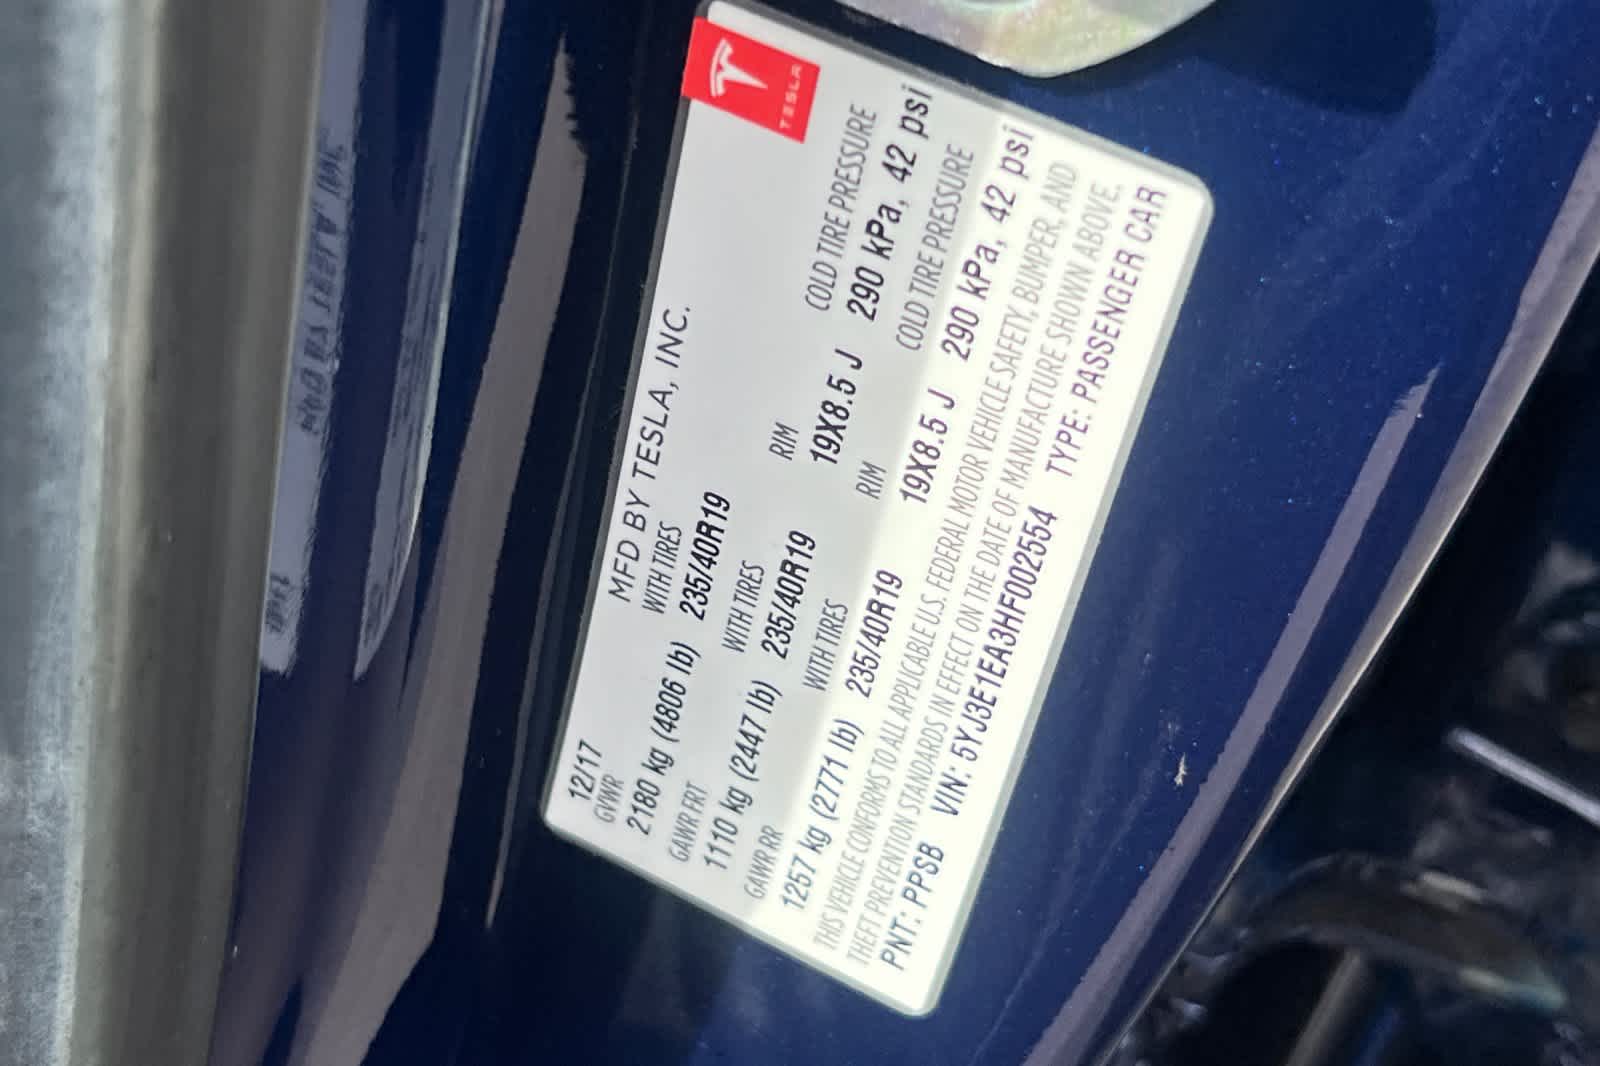 TESLA
12/17 MFD BY TESLA, INC.
GVWR WITH TIRES
2180 kg (4806 lb) 235/40R19
GAWR FRT WITH TIRES RIM COLD TIRE PRESSURE
1110 kg (2447 lb) 235/40R19 19X8.5 J 290 kPa, 42 psi
GAWR RR WITH TIRES RIM COLD TIRE PRESSURE
1257 kg (2771 lb) 235/40R19 19X8.5 J 290 kPa, 42 psi
THIS VEHICLE CONFORMS TO ALL APPLICABLE U.S. FEDERAL MOTOR VEHICLE SAFETY, BUMPER, AND
THEFT PREVENTION STANDARDS IN EFFECT ON THE DATE OF MANUFACTURE SHOWN ABOVE.
PNT: PPSB VIN: 5YJ3E1EA3HF002554 TYPE: PASSENGER CAR